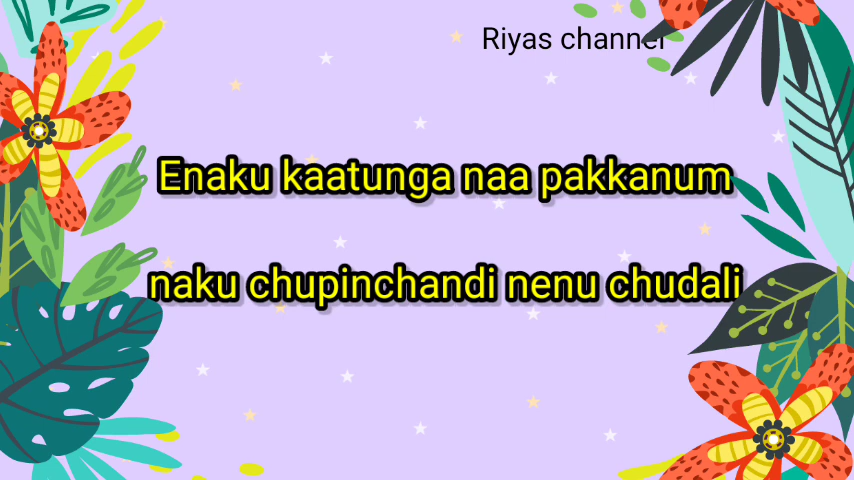 Riyas channel
Enaku kaatunga naa pakkanum
naku chupinchandi nenu chudali